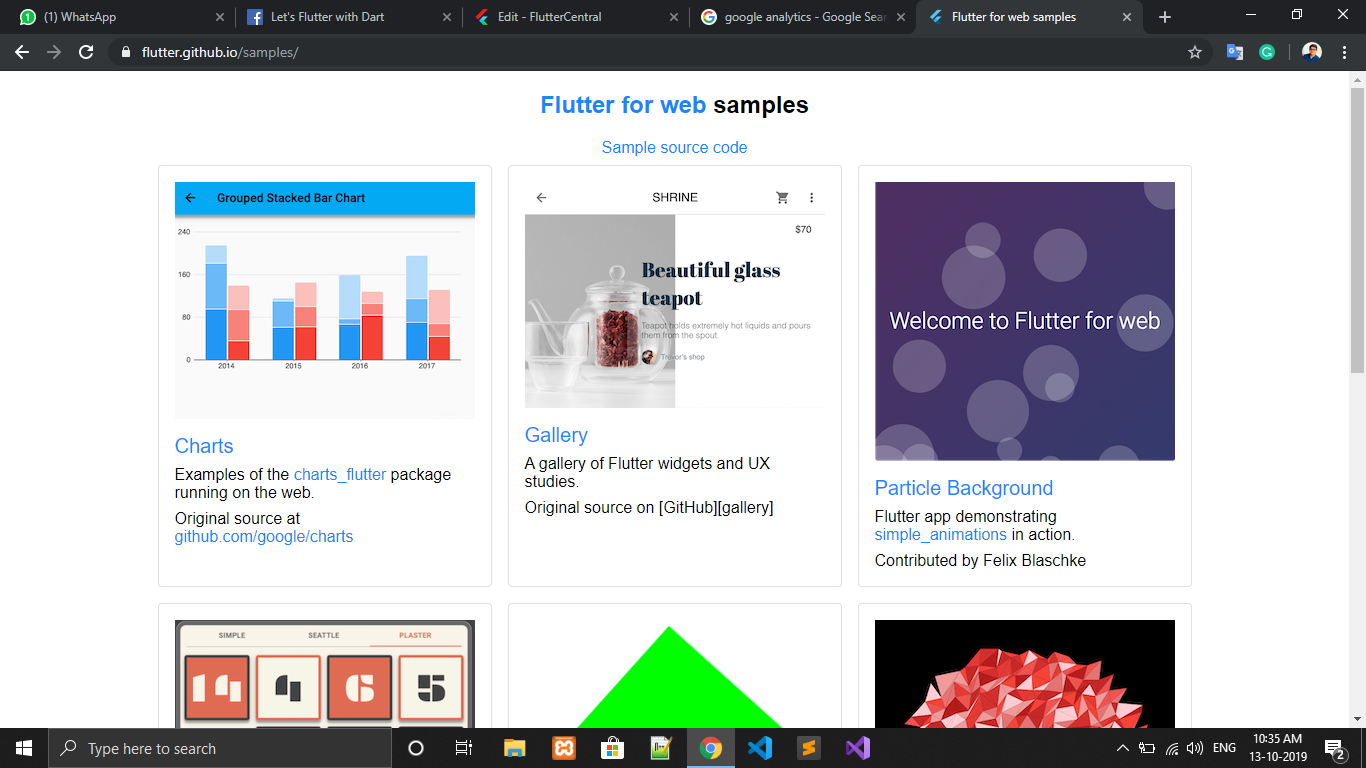 (1) WhatsApp
Let's Flutter with Dart
Edit - FlutterCentral
google analytics - Google Sear
Flutter for web samples
flutter.github.io/samples/
Flutter for web samples
Sample source code
Grouped Stacked Bar Chart
240
160
80
0
2014 2015 2016 2017
Charts
Examples of the charts_flutter package
running on the web.
Original source at
github.com/google/charts
SHRINE
$70
Beautiful glass
teapot
Teapot holds extremely hot liquids and pours
them from the spout.
Trevor's shop
Gallery
A gallery of Flutter widgets and UX
studies.
Original source on [GitHub][gallery]
Welcome to Flutter for web
Particle Background
Flutter app demonstrating
simple_animations in action.
Contributed by Felix Blaschke
SIMPLE SEATTLE PLASTER
14 4 6 5
Type here to search
ENG
10:35 AM
13-10-2019
2